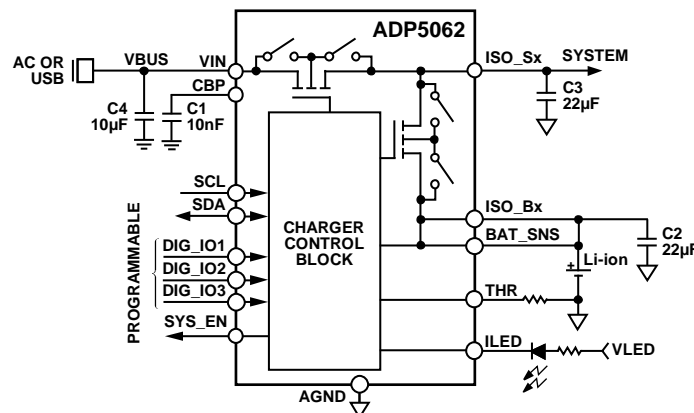 ADP5062
AC OR
USB
VBUS
VIN
CBP
C4
10µF
C1
10nF
ISO_Sx
SYSTEM
C3
22µF
PROGRAMMABLE
SCL
SDA
DIG_IO1
DIG_IO2
DIG_IO3
SYS_EN
CHARGER
CONTROL
BLOCK
ISO_Bx
BAT_SNS
C2
22µF
+
Li-ion
THR
ILED
VLED
AGND